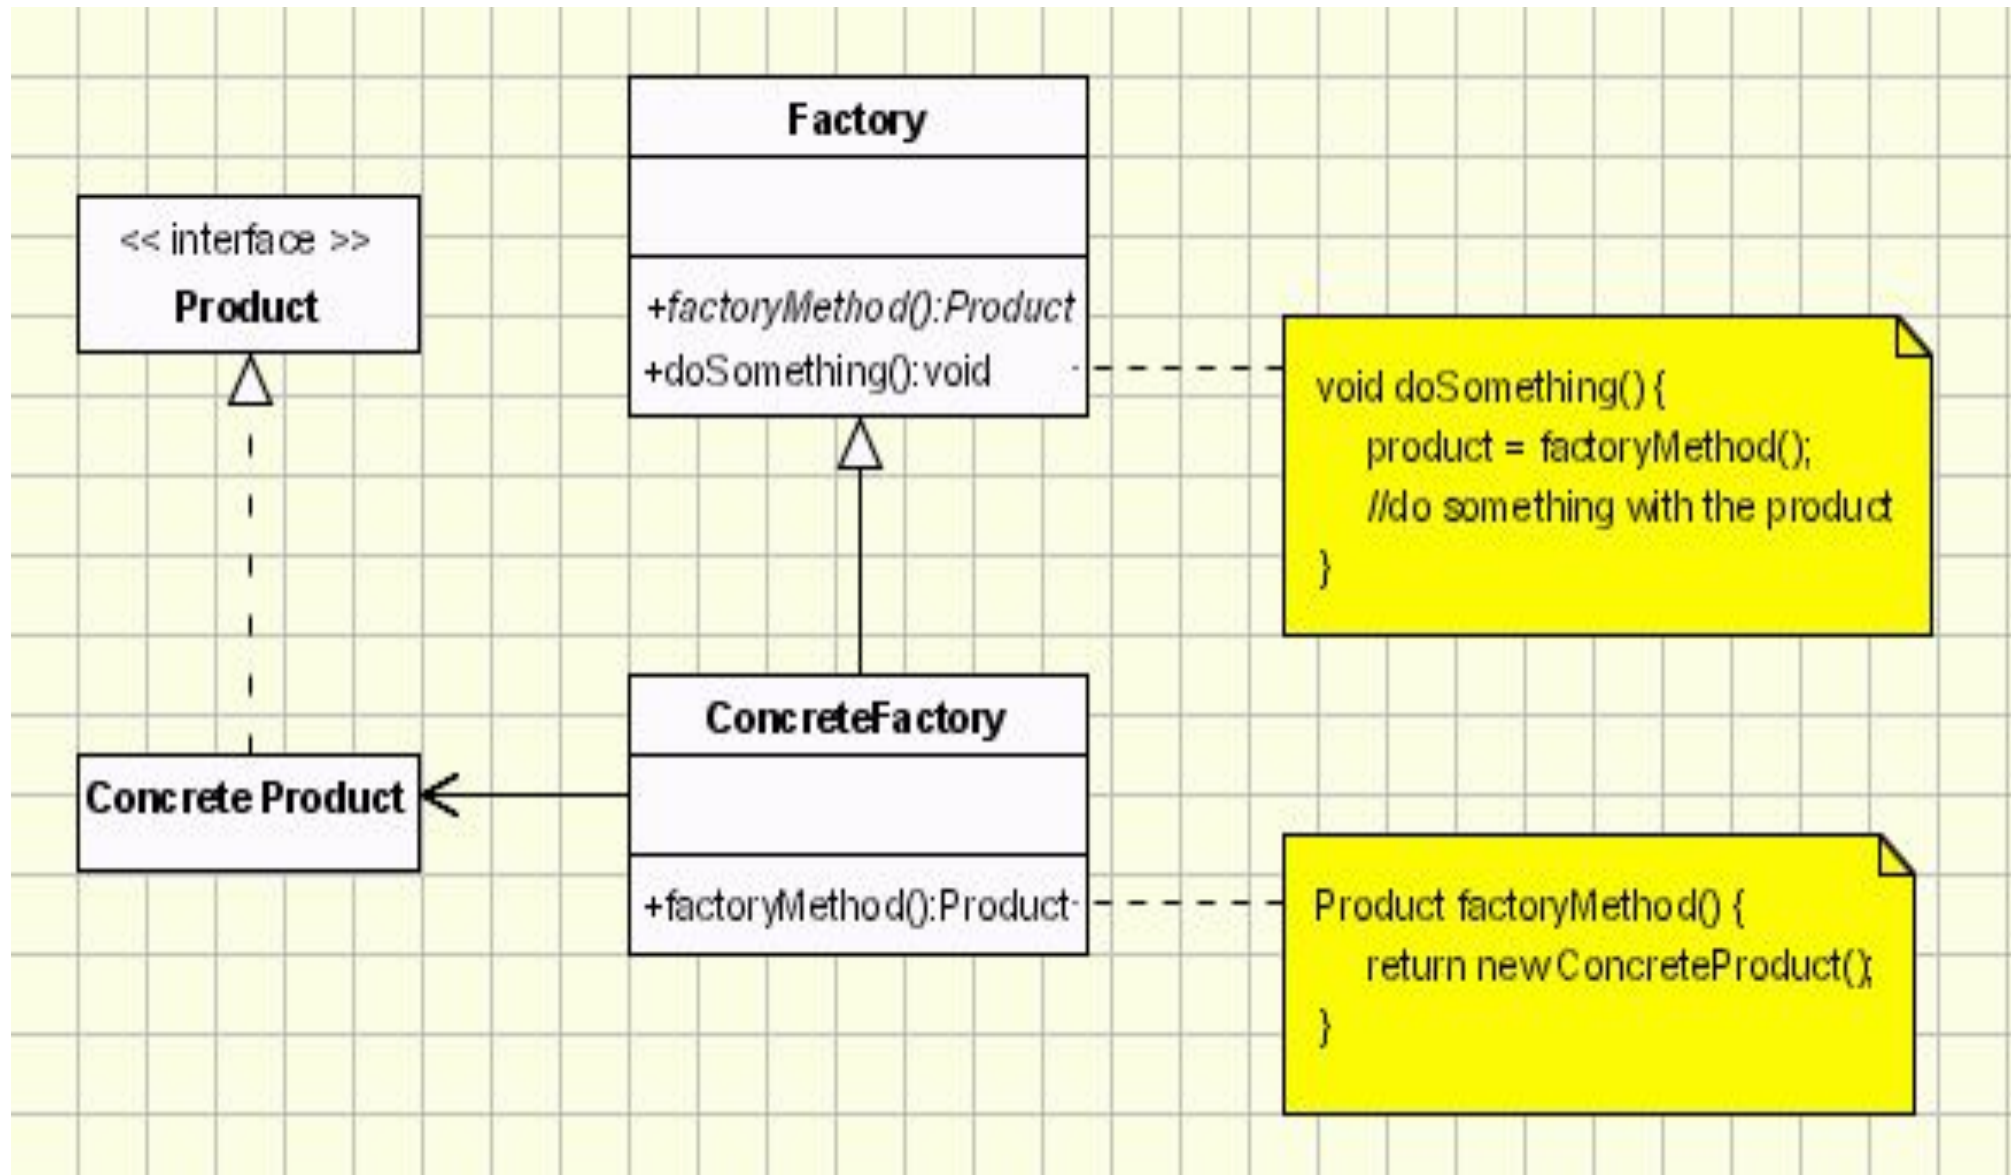 Factory
<< interface >>
Product
+factoryMethod():Product
+doSomething():void
void doSomething() {
product = factoryMethod();
//do something with the product
}
ConcreteFactory
Concrete Product
+factoryMethod():Product
Product factoryMethod() {
return new ConcreteProduct();
}